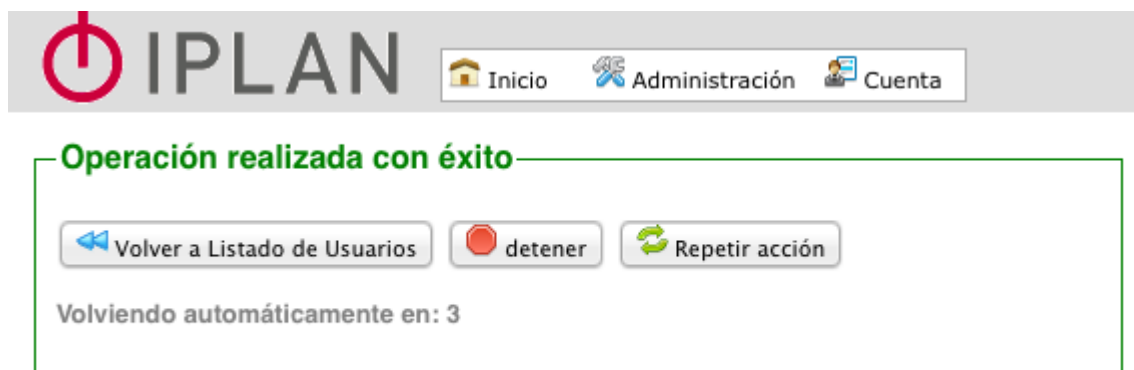 IPLAN
Inicio Administración Cuenta
Operación realizada con éxito
Volver a Listado de Usuarios detener Repetir acción
Volviendo automáticamente en: 3